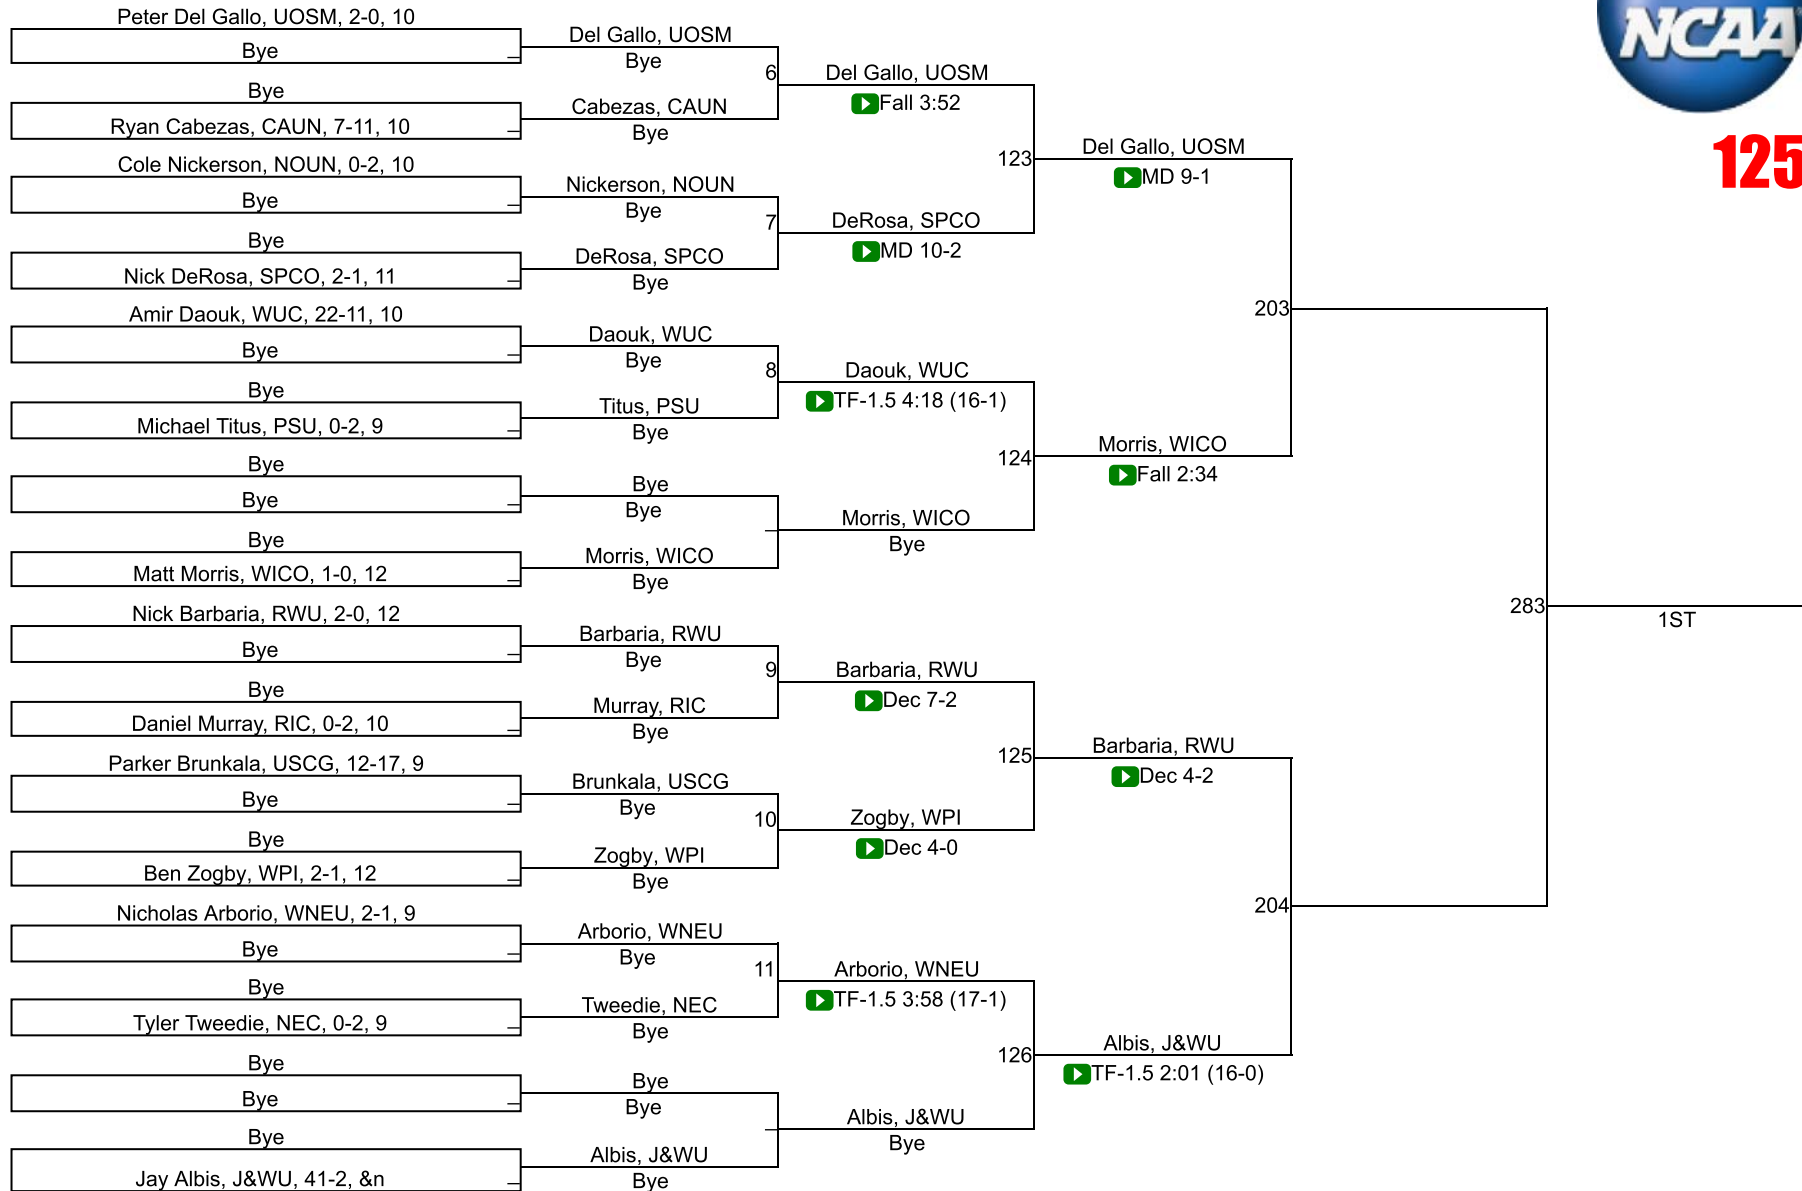 Peter Del Gallo, UOSM, 2-0, 10
Bye
Bye
Ryan Cabezas, CAUN, 7-11, 10
Cole Nickerson, NOUN, 0-2, 10
Bye
Bye
Nick DeRosa, SPCO, 2-1, 11
Amir Daouk, WUC, 22-11, 10
Bye
Bye
Michael Titus, PSU, 0-2, 9
Bye
Bye
Bye
Matt Morris, WICO, 1-0, 12
Nick Barbaria, RWU, 2-0, 12
Bye
Bye
Daniel Murray, RIC, 0-2, 10
Parker Brunkala, USCG, 12-17, 9
Bye
Bye
Ben Zogby, WPI, 2-1, 12
Nicholas Arborio, WNEU, 2-1, 9
Bye
Bye
Tyler Tweedie, NEC, 0-2, 9
Bye
Bye
Bye
Jay Albis, J&WU, 41-2, &n
Del Gallo, UOSM
Bye
6
Cabezas, CAUN
Bye
Nickerson, NOUN
Bye
7
DeRosa, SPCO
Bye
Daouk, WUC
Bye
8
Titus, PSU
Bye
Bye
Bye
Morris, WICO
Bye
Barbaria, RWU
Bye
9
Murray, RIC
Bye
Brunkala, USCG
Bye
10
Zogby, WPI
Bye
Arborio, WNEU
Bye
11
Tweedie, NEC
Bye
Bye
Bye
Albis, J&WU
Bye
Del Gallo, UOSM
Fall 3:52
123
DeRosa, SPCO
MD 10-2
Daouk, WUC
TF-1.5 4:18 (16-1)
124
Morris, WICO
Bye
Barbaria, RWU
Dec 7-2
125
Zogby, WPI
Dec 4-0
Arborio, WNEU
TF-1.5 3:58 (17-1)
126
Albis, J&WU
Bye
Del Gallo, UOSM
MD 9-1
203
Morris, WICO
Fall 2:34
Barbaria, RWU
Dec 4-2
204
Albis, J&WU
TF-1.5 2:01 (16-0)
283
1ST
NCAA
125